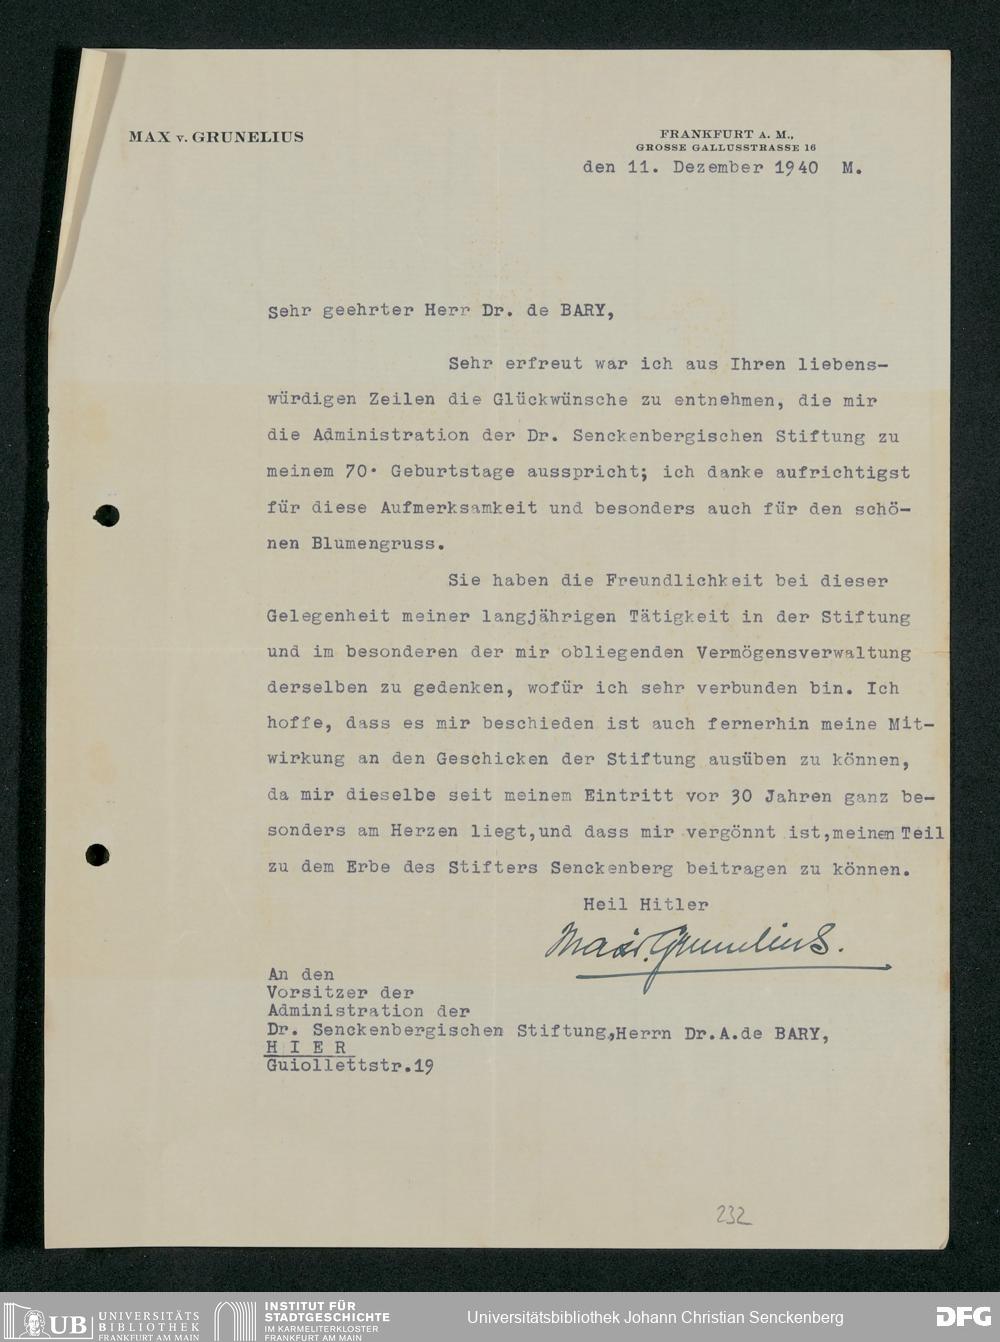 MAX v. GRUNELIUS
FRANKFURT A. M.,
GROSSE GALLUSSTRASSE 16
den 11. Dezember 1940 M.
Sehr geehrter Herr Dr. de BARY,
Sehr erfreut war ich aus Ihren liebens-
würdigen Zeilen die Glückwünsche zu entnehmen, die mir
die Administration der Dr. Senckenbergischen Stiftung zu
meinem 70. Geburtstage ausspricht; ich danke aufrichtigst
für diese Aufmerksamkeit und besonders auch für den schö-
nen Blumengruss.
Sie haben die Freundlichkeit bei dieser
Gelegenheit meiner langjährigen Tätigkeit in der Stiftung
und im besonderen der mir obliegenden Vermögensverwaltung
derselben zu gedenken, wofür ich sehr verbunden bin. Ich
hoffe, dass es mir beschieden ist auch fernerhin meine Mit-
wirkung an den Geschicken der Stiftung ausüben zu können,
da mir dieselbe seit meinem Eintritt vor 30 Jahren ganz be-
sonders am Herzen liegt,und dass mir vergönnt ist,meinem Teil
zu dem Erbe des Stifters Senckenberg beitragen zu können.
Heil Hitler
Max v. Grunelius.
An den
Vorsitzer der
Administration der
Dr. Senckenbergischen Stiftung,Herrn Dr.A.de BARY,
H I E R
Guiollettstr.19
232
UB UNIVERSITÄTS
BIBLIOTHEK
FRANKFURT AM MAIN
INSTITUT FÜR
STADTGESCHICHTE
IM KARMELITERKLOSTER
FRANKFURT AM MAIN
Universitätsbibliothek Johann Christian Senckenberg
DFG